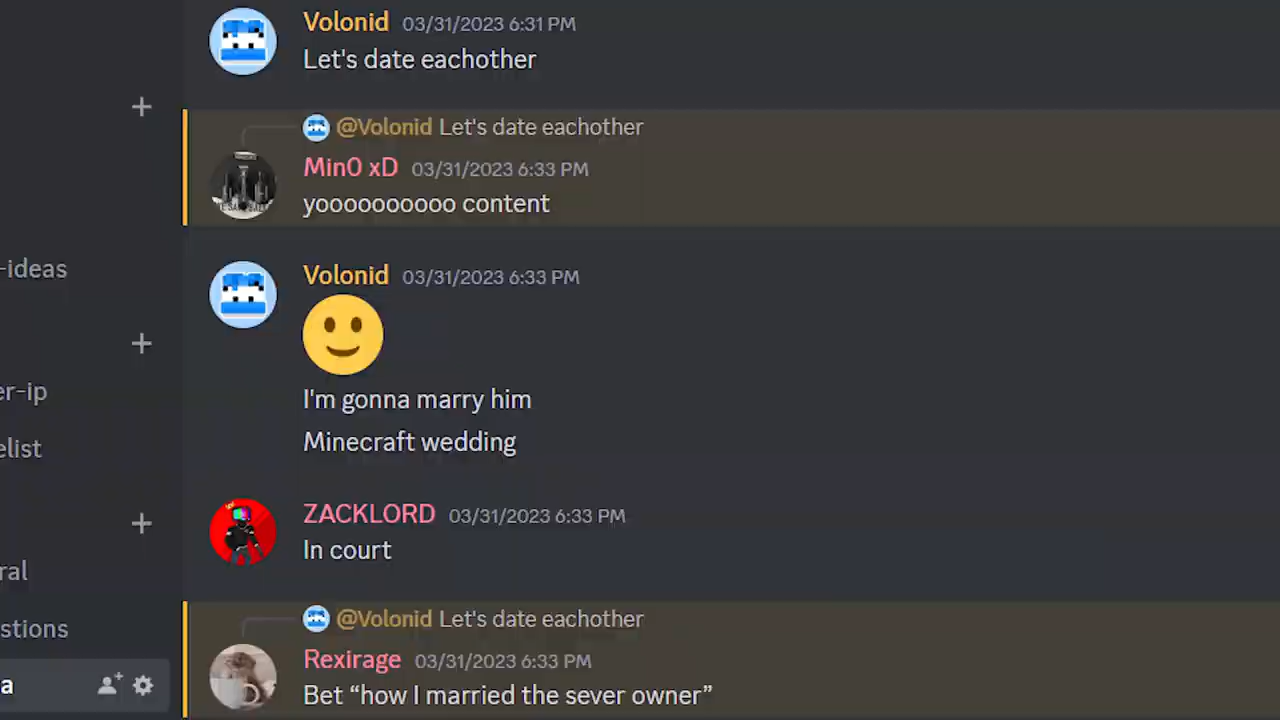 Volonid 03/31/2023 6:31 PM
Let's date eachother
@Volonid Let's date eachother
Min0 xD 03/31/2023 6:33 PM
yoooooooooo content
Volonid 03/31/2023 6:33 PM
I'm gonna marry him
Minecraft wedding
ZACKLORD 03/31/2023 6:33 PM
In court
@Volonid Let's date eachother
Rexirage 03/31/2023 6:33 PM
Bet “how I married the sever owner”
-ideas
er-ip
elist
ral
stions
a